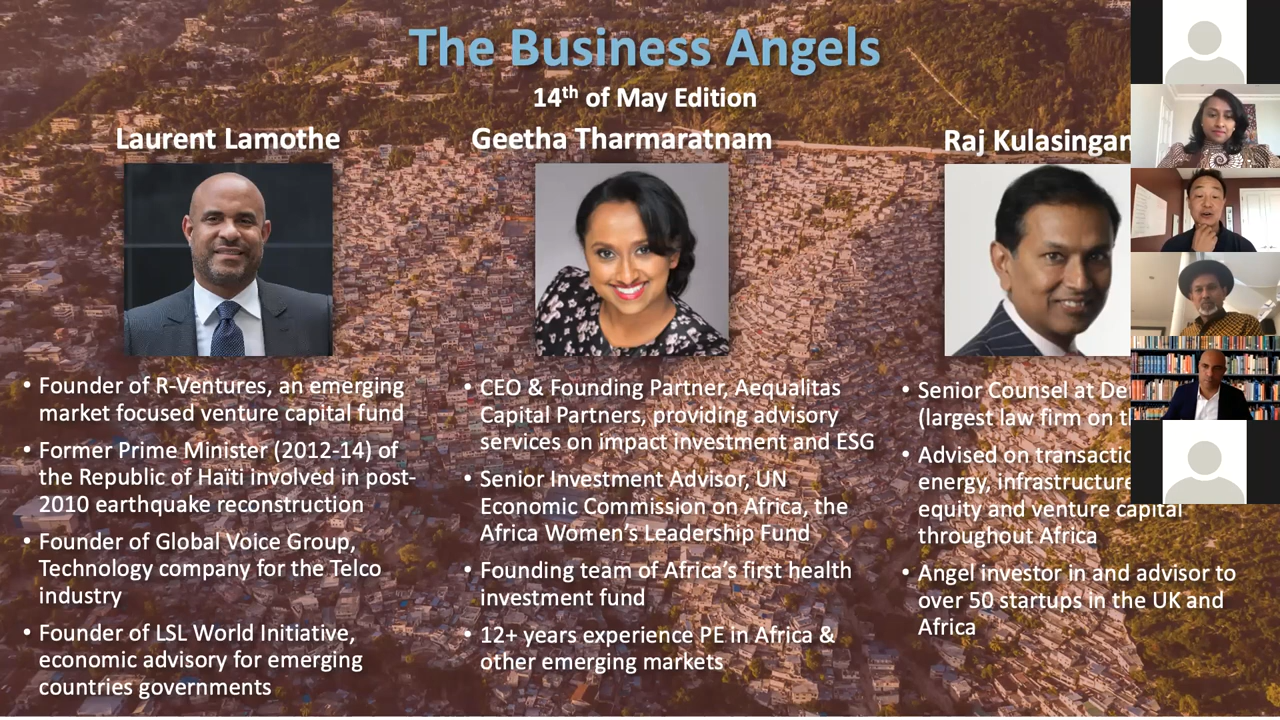 The Business Angels
14th of May Edition
Laurent Lamothe
Geetha Tharmaratnam
Raj Kulasingam
• Founder of R-Ventures, an emerging
market focused venture capital fund
• Former Prime Minister (2012-14) of
the Republic of Haïti involved in post-
2010 earthquake reconstruction
• Founder of Global Voice Group,
Technology company for the Telco
industry
• Founder of LSL World Initiative,
economic advisory for emerging
countries governments
• CEO & Founding Partner, Aequalitas
Capital Partners, providing advisory
services on impact investment and ESG
• Senior Investment Advisor, UN
Economic Commission on Africa, the
Africa Women's Leadership Fund
• Founding team of Africa's first health
investment fund
• 12+ years experience PE in Africa &
other emerging markets
• Senior Counsel at
(largest law firm on
• Advised on
energy, infrastructure
equity and venture capital
throughout Africa
• Angel investor in and advisor to
over 50 startups in the UK and
Africa